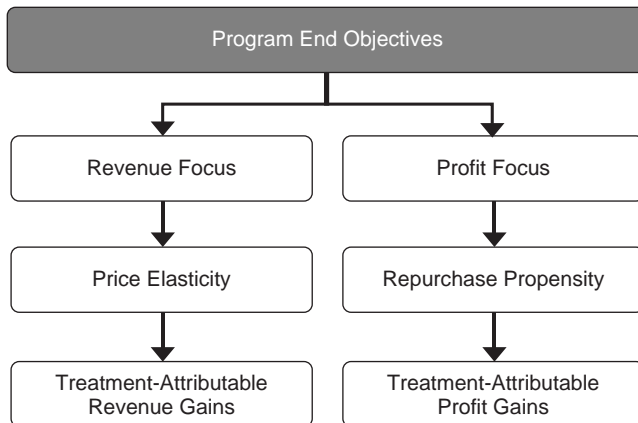 Program End Objectives
Revenue Focus
Profit Focus
Price Elasticity
Repurchase Propensity
Treatment-Attributable
Revenue Gains
Treatment-Attributable
Profit Gains